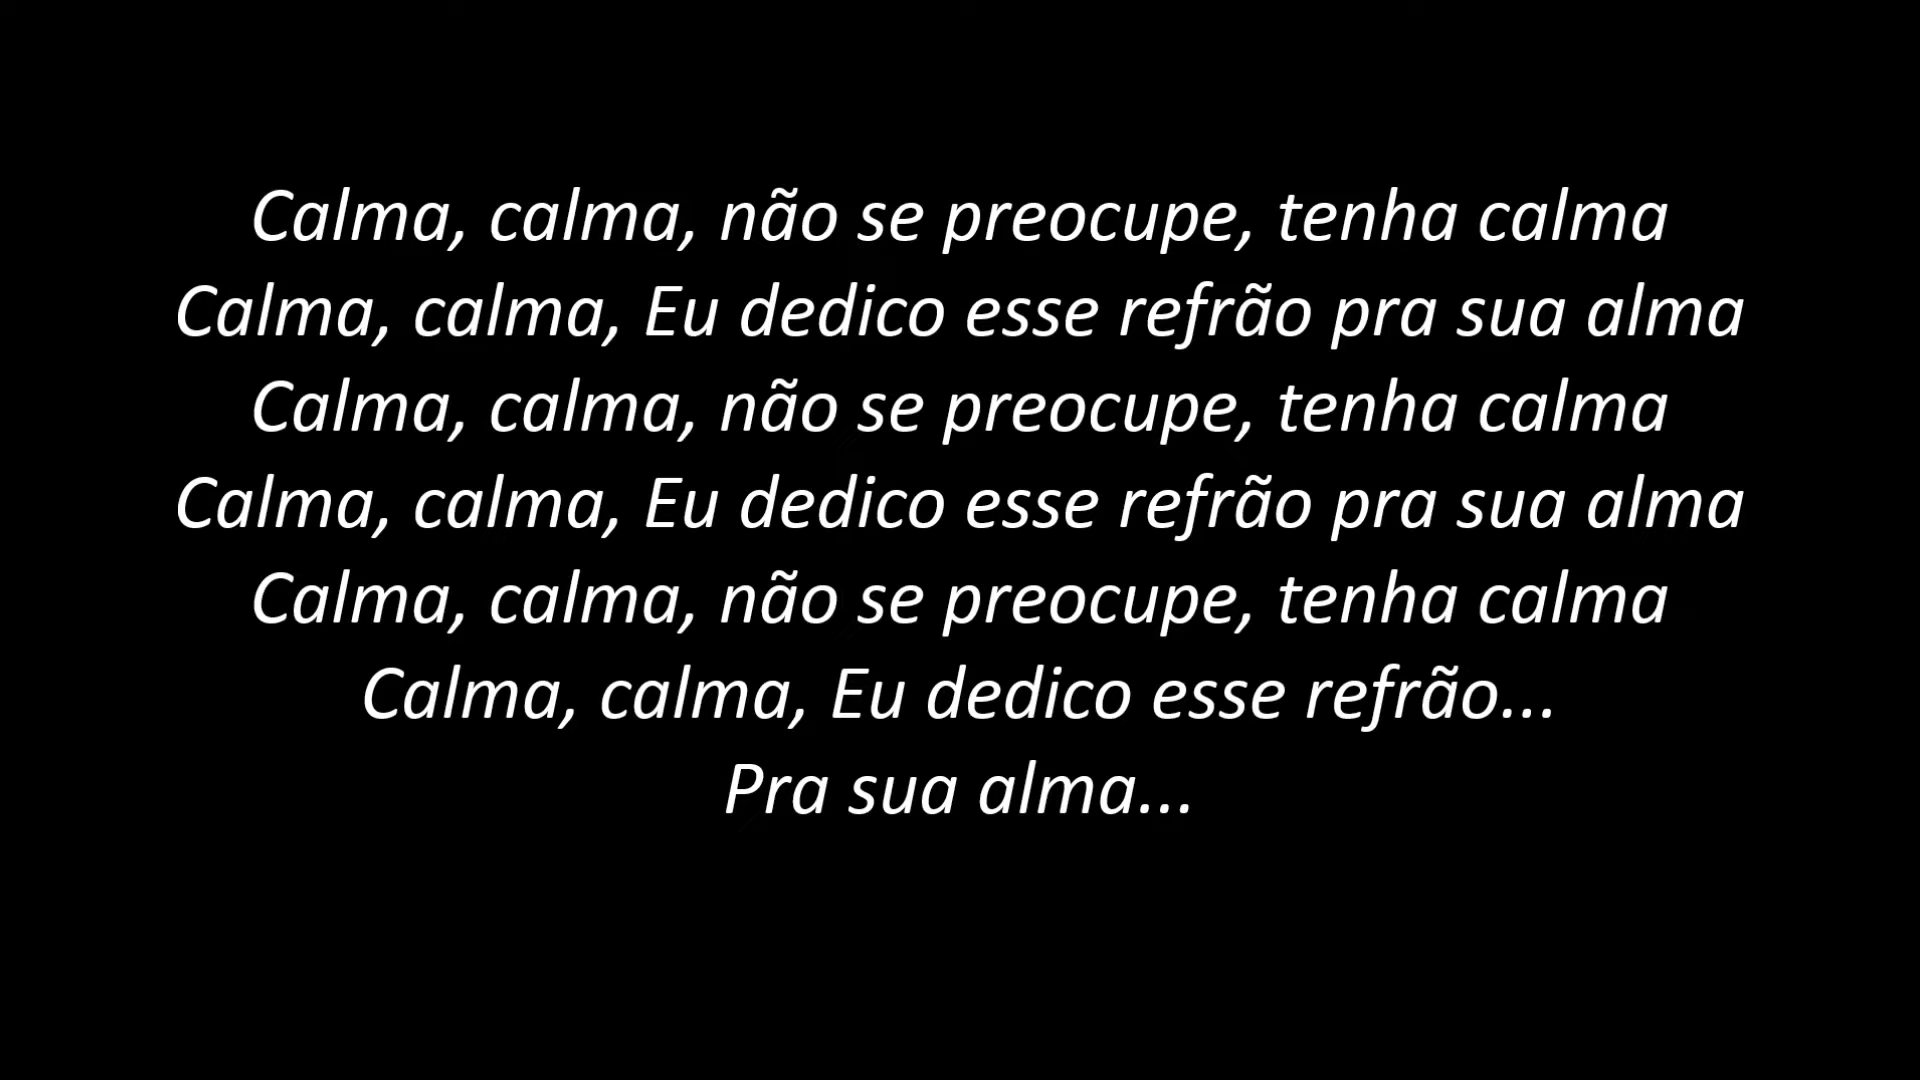 Calma, calma, não se preocupe, tenha calma
Calma, calma, Eu dedico esse refrão pra sua alma
Calma, calma, não se preocupe, tenha calma
Calma, calma, Eu dedico esse refrão pra sua alma
Calma, calma, não se preocupe, tenha calma
Calma, calma, Eu dedico esse refrão...
Pra sua alma...